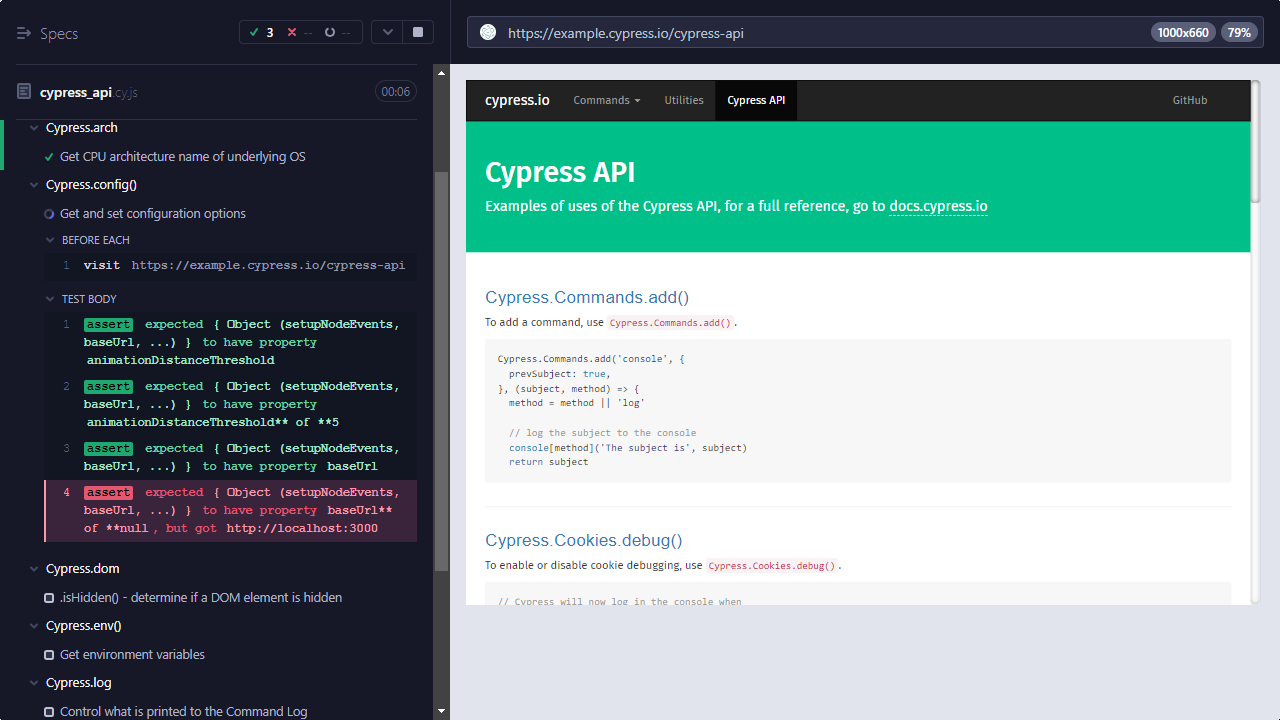 Specs
3 -- --
cypress_api.cy.js 00:06
Cypress.arch
Get CPU architecture name of underlying OS
Cypress.config()
Get and set configuration options
BEFORE EACH
1 visit https://example.cypress.io/cypress-api
TEST BODY
1 assert expected { Object (setupNodeEvents,
baseUrl, ...) } to have property
animationDistanceThreshold
2 assert expected { Object (setupNodeEvents,
baseUrl, ...) } to have property
animationDistanceThreshold** of **5
3 assert expected { Object (setupNodeEvents,
baseUrl, ...) } to have property baseUrl
4 assert expected { Object (setupNodeEvents,
baseUrl, ...) } to have property baseUrl**
of **null, but got http://localhost:3000
Cypress.dom
.isHidden() - determine if a DOM element is hidden
Cypress.env()
Get environment variables
Cypress.log
Control what is printed to the Command Log
https://example.cypress.io/cypress-api 1000x660 79%
cypress.io Commands Utilities Cypress API GitHub
Cypress API
Examples of uses of the Cypress API, for a full reference, go to docs.cypress.io
Cypress.Commands.add()
To add a command, use Cypress.Commands.add().
Cypress.Commands.add('console', {
prevSubject: true,
}, (subject, method) => {
method = method || 'log'
// log the subject to the console
console[method]('The subject is', subject)
return subject
Cypress.Cookies.debug()
To enable or disable cookie debugging, use Cypress.Cookies.debug().
// Cypress will now log in the console when